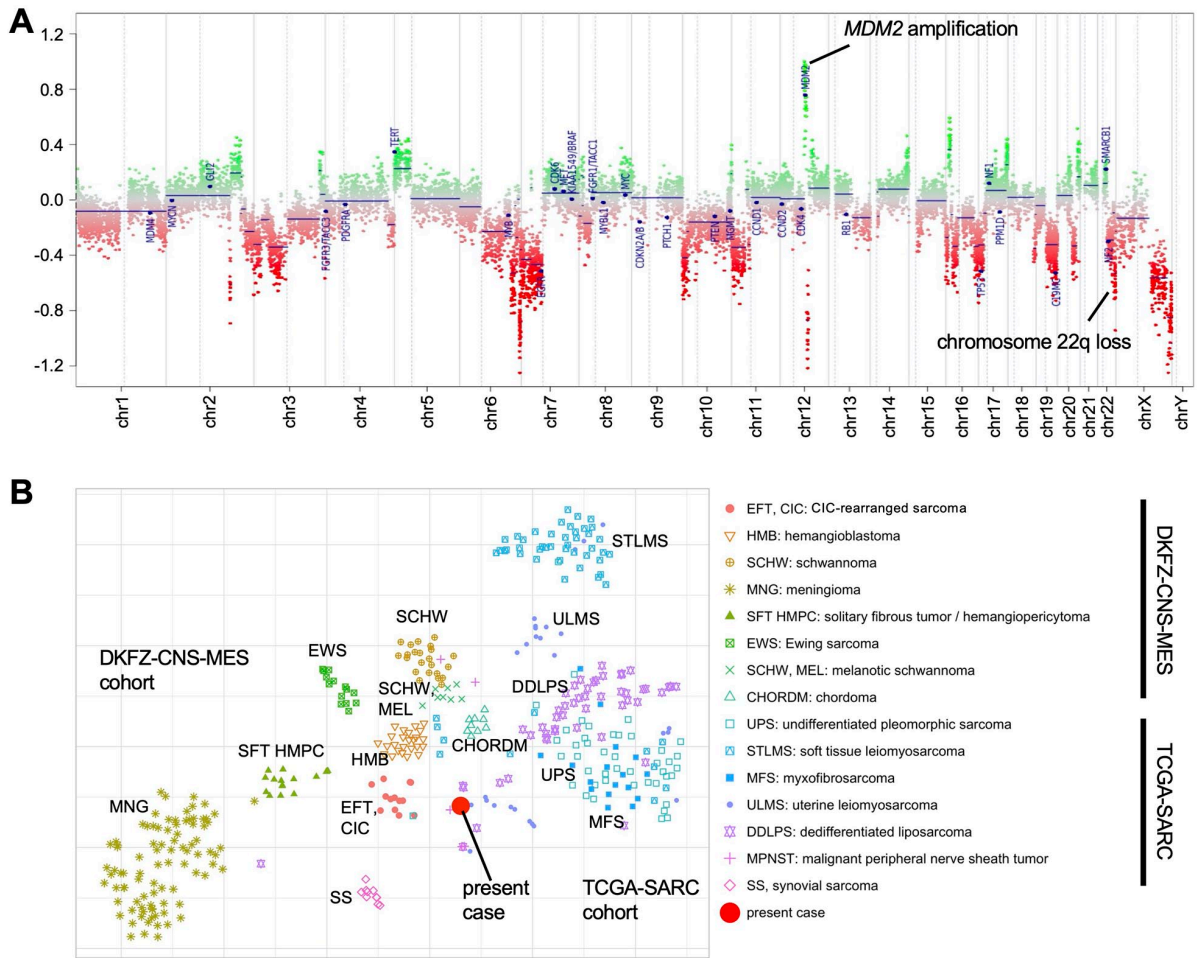 A
MDM2 amplification
1.2
0.8
0.4
0.0
-0.4
-0.8
-1.2
MDM4
MYCN
GLI2
FGFR3/TACC3
PDGFRA
TERT
MYB
EGFR
CDK6
MET
KIAA1549/BRAF
FGFR1/TACC1
MYBL1
MYC
CDKN2A/B
PTCH1
PTEN
MGMT
CCND1
CCND2
CDK4
MDM2
RB1
TP53
NF1
PPM1D
C19MC
SMARCB1
NF2
chromosome 22q loss
chr1
chr2
chr3
chr4
chr5
chr6
chr7
chr8
chr9
chr10
chr11
chr12
chr13
chr14
chr15
chr16
chr17
chr18
chr19
chr20
chr21
chr22
chrX
chrY
B
STLMS
SCHW
ULMS
DKFZ-CNS-MES
cohort
EWS
SCHW,
MEL
DDLPS
SFT HMPC
HMB
CHORDM
UPS
MNG
EFT,
CIC
MFS
SS
present
case
TCGA-SARC
cohort
EFT, CIC: CIC-rearranged sarcoma
HMB: hemangioblastoma
SCHW: schwannoma
MNG: meningioma
SFT HMPC: solitary fibrous tumor / hemangiopericytoma
EWS: Ewing sarcoma
SCHW, MEL: melanotic schwannoma
CHORDM: chordoma
UPS: undifferentiated pleomorphic sarcoma
STLMS: soft tissue leiomyosarcoma
MFS: myxofibrosarcoma
ULMS: uterine leiomyosarcoma
DDLPS: dedifferentiated liposarcoma
MPNST: malignant peripheral nerve sheath tumor
SS, synovial sarcoma
present case
DKFZ-CNS-MES
TCGA-SARC